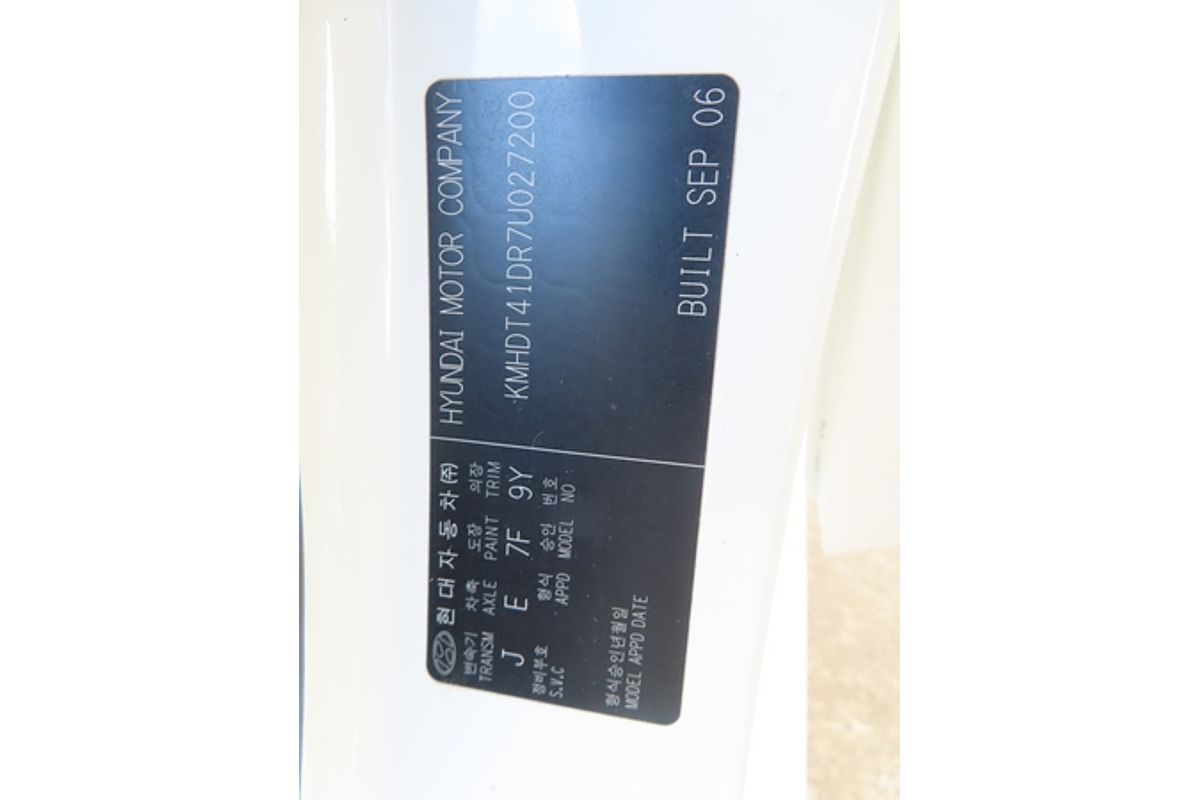 현대자동차(주) HYUNDAI MOTOR COMPANY
변속기 차축 도장 의장
TRANSM AXLE PAINT TRIM
J E 7F 9Y KMHDT41DR7U027200
정비부호 형식 승인 번호
S.V.C APPD MODEL NO
형식승인년월일
MODEL APPD DATE
BUILT SEP 06